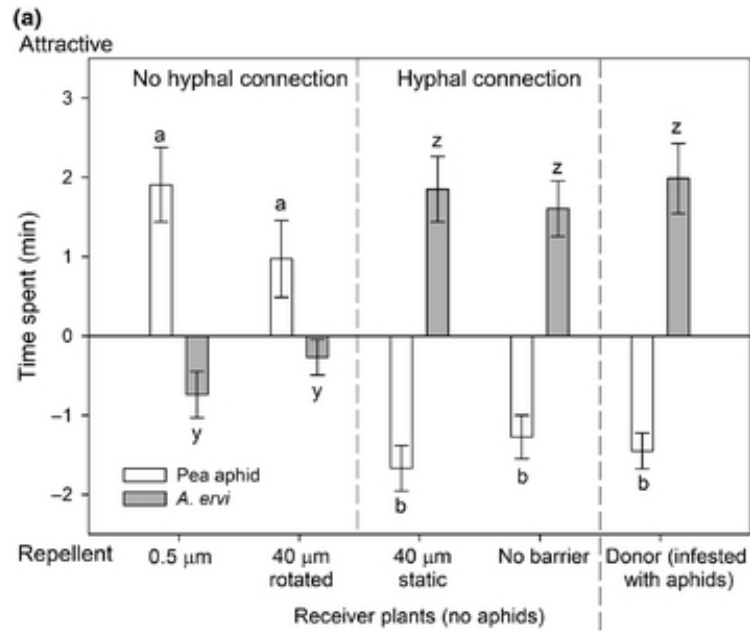 (a)
Attractive
No hyphal connection
Hyphal connection
3
2
1
0
−1
−2
Time spent (min)
a
y
a
y
b
z
b
z
b
z
Pea aphid
A. ervi
Repellent
0.5 µm
40 µm
rotated
40 µm
static
No barrier
Donor (infested
with aphids)
Receiver plants (no aphids)